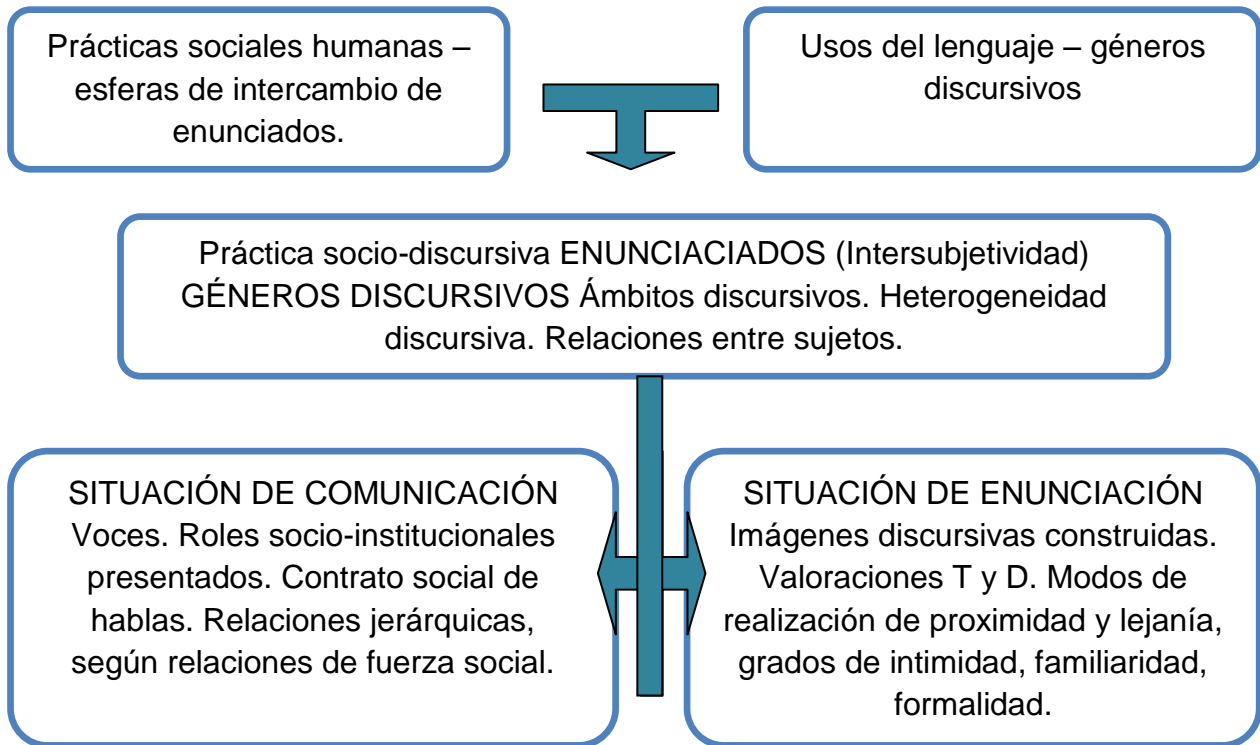 Prácticas sociales humanas –
esferas de intercambio de
enunciados.
Usos del lenguaje – géneros
discursivos
Práctica socio-discursiva ENUNCIACIADOS (Intersubjetividad)
GÉNEROS DISCURSIVOS Ámbitos discursivos. Heterogeneidad
discursiva. Relaciones entre sujetos.
SITUACIÓN DE COMUNICACIÓN
Voces. Roles socio-institucionales
presentados. Contrato social de
hablas. Relaciones jerárquicas,
según relaciones de fuerza social.
SITUACIÓN DE ENUNCIACIÓN
Imágenes discursivas construidas.
Valoraciones T y D. Modos de
realización de proximidad y lejanía,
grados de intimidad, familiaridad,
formalidad.